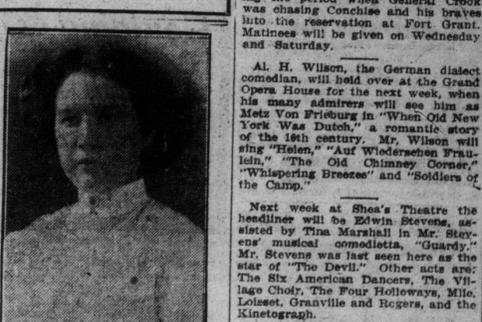 ing the period when General Crook
was chasing Conchise and his braves
into the reservation at Fort Grant.
Matinees will be given on Wednesday
and Saturday.
Al. H. Wilson, the German dialect
comedian, will hold over at the Grand
Opera House for the next week, when
his many admirers will see him as
Metz Von Frieburg in "When Old New
York Was Dutch," a romantic story
of the 16th century. Mr. Wilson will
sing "Helen," "Auf Wiedersehen Frau-
lein," "The Old Chimney Corner,"
"Whispering Breezes" and "Soldiers of
the Camp."
Next week at Shea's Theatre the
headliner will be Edwin Stevens, as-
sisted by Tina Marshall in Mr. Stev-
ens' musical comedietta, "Guardy."
Mr. Stevens was last seen here as the
star of "The Devil." Other acts are:
The Six American Dancers, The Vil-
lage Choir, The Four Holloways, Mlle.
Loisset, Granville and Rogers, and the
Kinetograph.